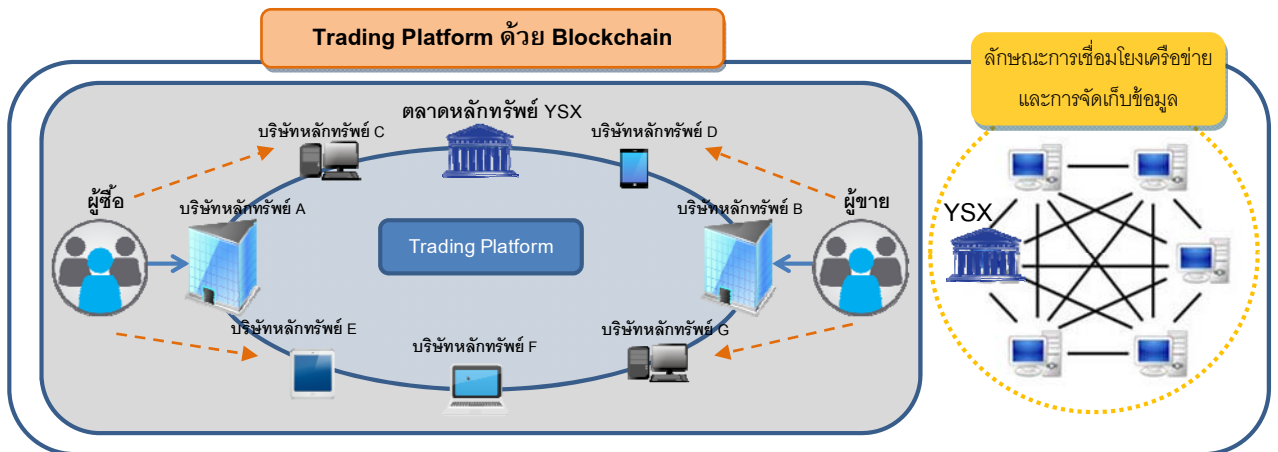 Trading Platform ด้วย Blockchain
ลักษณะการเชื่อมโยงเครือข่าย
และการจัดเก็บข้อมูล
ตลาดหลักทรัพย์ YSX
บริษัทหลักทรัพย์ C
บริษัทหลักทรัพย์ D
ผู้ซื้อ
บริษัทหลักทรัพย์ A
บริษัทหลักทรัพย์ B
ผู้ขาย
YSX
Trading Platform
บริษัทหลักทรัพย์ E
บริษัทหลักทรัพย์ F
บริษัทหลักทรัพย์ G